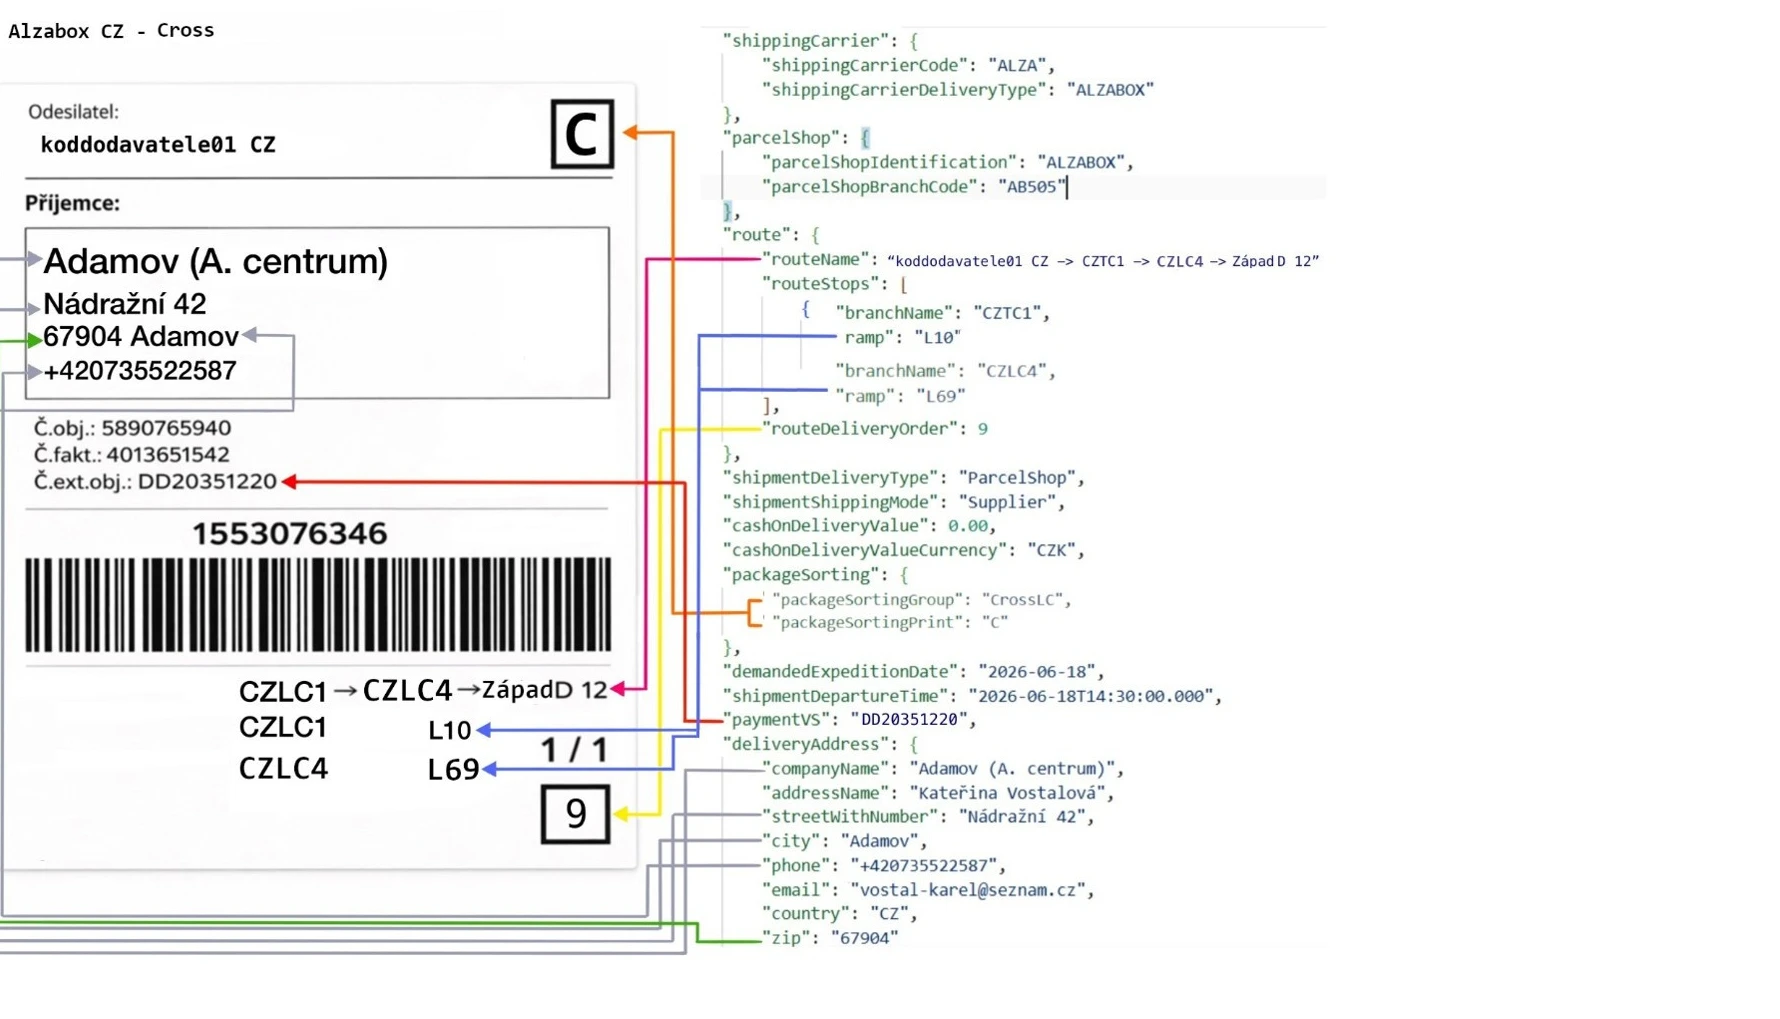 Alzabox CZ - Cross
Odesilatel:
koddodavatele01 CZ
C
Příjemce:
Adamov (A. centrum)
Nádražní 42
67904 Adamov
+420735522587
Č.obj.: 5890765940
Č.fakt.: 4013651542
Č.ext.obj.: DD20351220
1553076346
CZLC1→CZLC4→ZápadD 12
CZLC1 L10
1 / 1
CZLC4 L69
9
"shippingCarrier": {
"shippingCarrierCode": "ALZA",
"shippingCarrierDeliveryType": "ALZABOX"
},
"parcelShop": {
"parcelShopIdentification": "ALZABOX",
"parcelShopBranchCode": "AB505"
},
"route": {
"routeName": “koddodavatele01 CZ –> CZTC1 –> CZLC4 –> Západ D 12”
"routeStops": [
{ "branchName": "CZTC1",
ramp": "L10"
"branchName": "CZLC4",
"ramp": "L69"
],
"routeDeliveryOrder": 9
},
"shipmentDeliveryType": "ParcelShop",
"shipmentShippingMode": "Supplier",
"cashOnDeliveryValue": 0.00,
"cashOnDeliveryValueCurrency": "CZK",
"packageSorting": {
"packageSortingGroup": "CrossLC",
"packageSortingPrint": "C"
},
"demandedExpeditionDate": "2026-06-18",
"shipmentDepartureTime": "2026-06-18T14:30:00.000",
"paymentVS": "DD20351220",
"deliveryAddress": {
"companyName": "Adamov (A. centrum)",
"addressName": "Kateřina Vostalová",
"streetWithNumber": "Nádražní 42",
"city": "Adamov",
"phone": "+420735522587",
"email": "vostal-karel@seznam.cz",
"country": "CZ",
"zip": "67904"